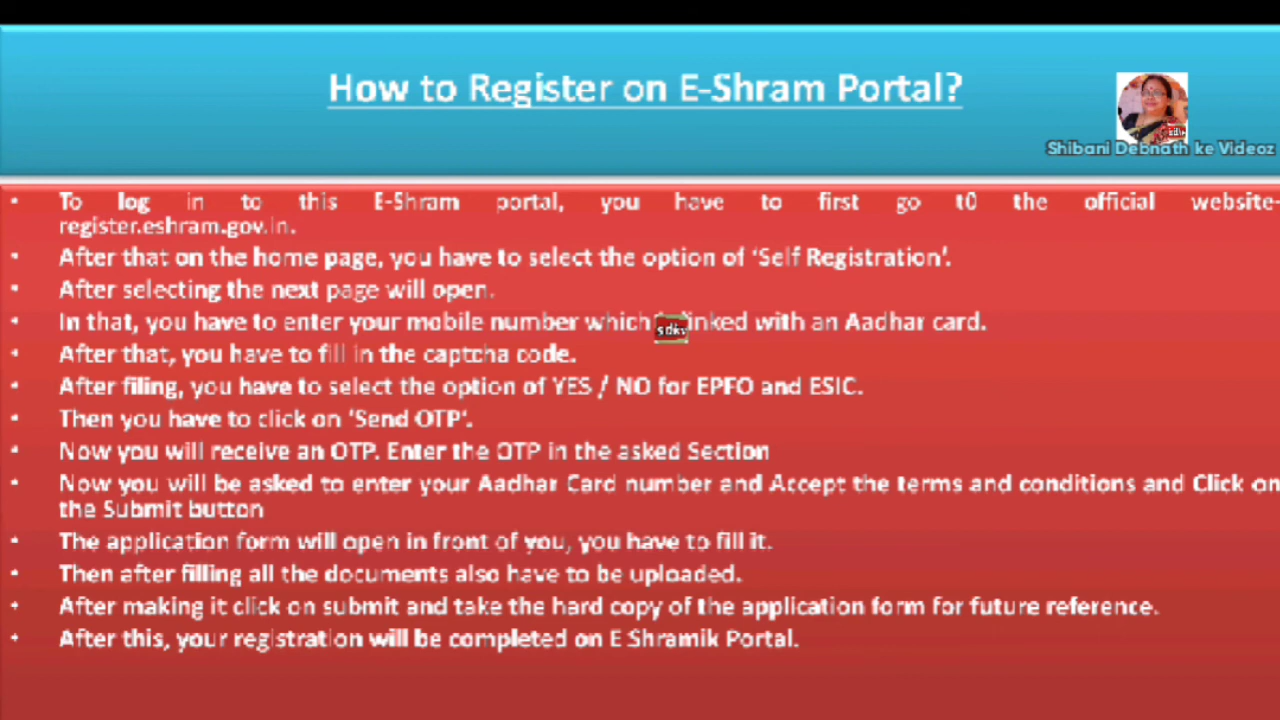 How to Register on E-Shram Portal?
sdkv
Shibani Debnath ke Videoz
• To log in to this E-Shram portal, you have to first go t0 the official website-
register.eshram.gov.in.
• After that on the home page, you have to select the option of ‘Self Registration’.
• After selecting the next page will open.
• In that, you have to enter your mobile number which linked with an Aadhar card.
sdkv
• After that, you have to fill in the captcha code.
• After filing, you have to select the option of YES / NO for EPFO and ESIC.
• Then you have to click on ‘Send OTP’.
• Now you will receive an OTP. Enter the OTP in the asked Section
• Now you will be asked to enter your Aadhar Card number and Accept the terms and conditions and Click on
the Submit button
• The application form will open in front of you, you have to fill it.
• Then after filling all the documents also have to be uploaded.
• After making it click on submit and take the hard copy of the application form for future reference.
• After this, your registration will be completed on E Shramik Portal.